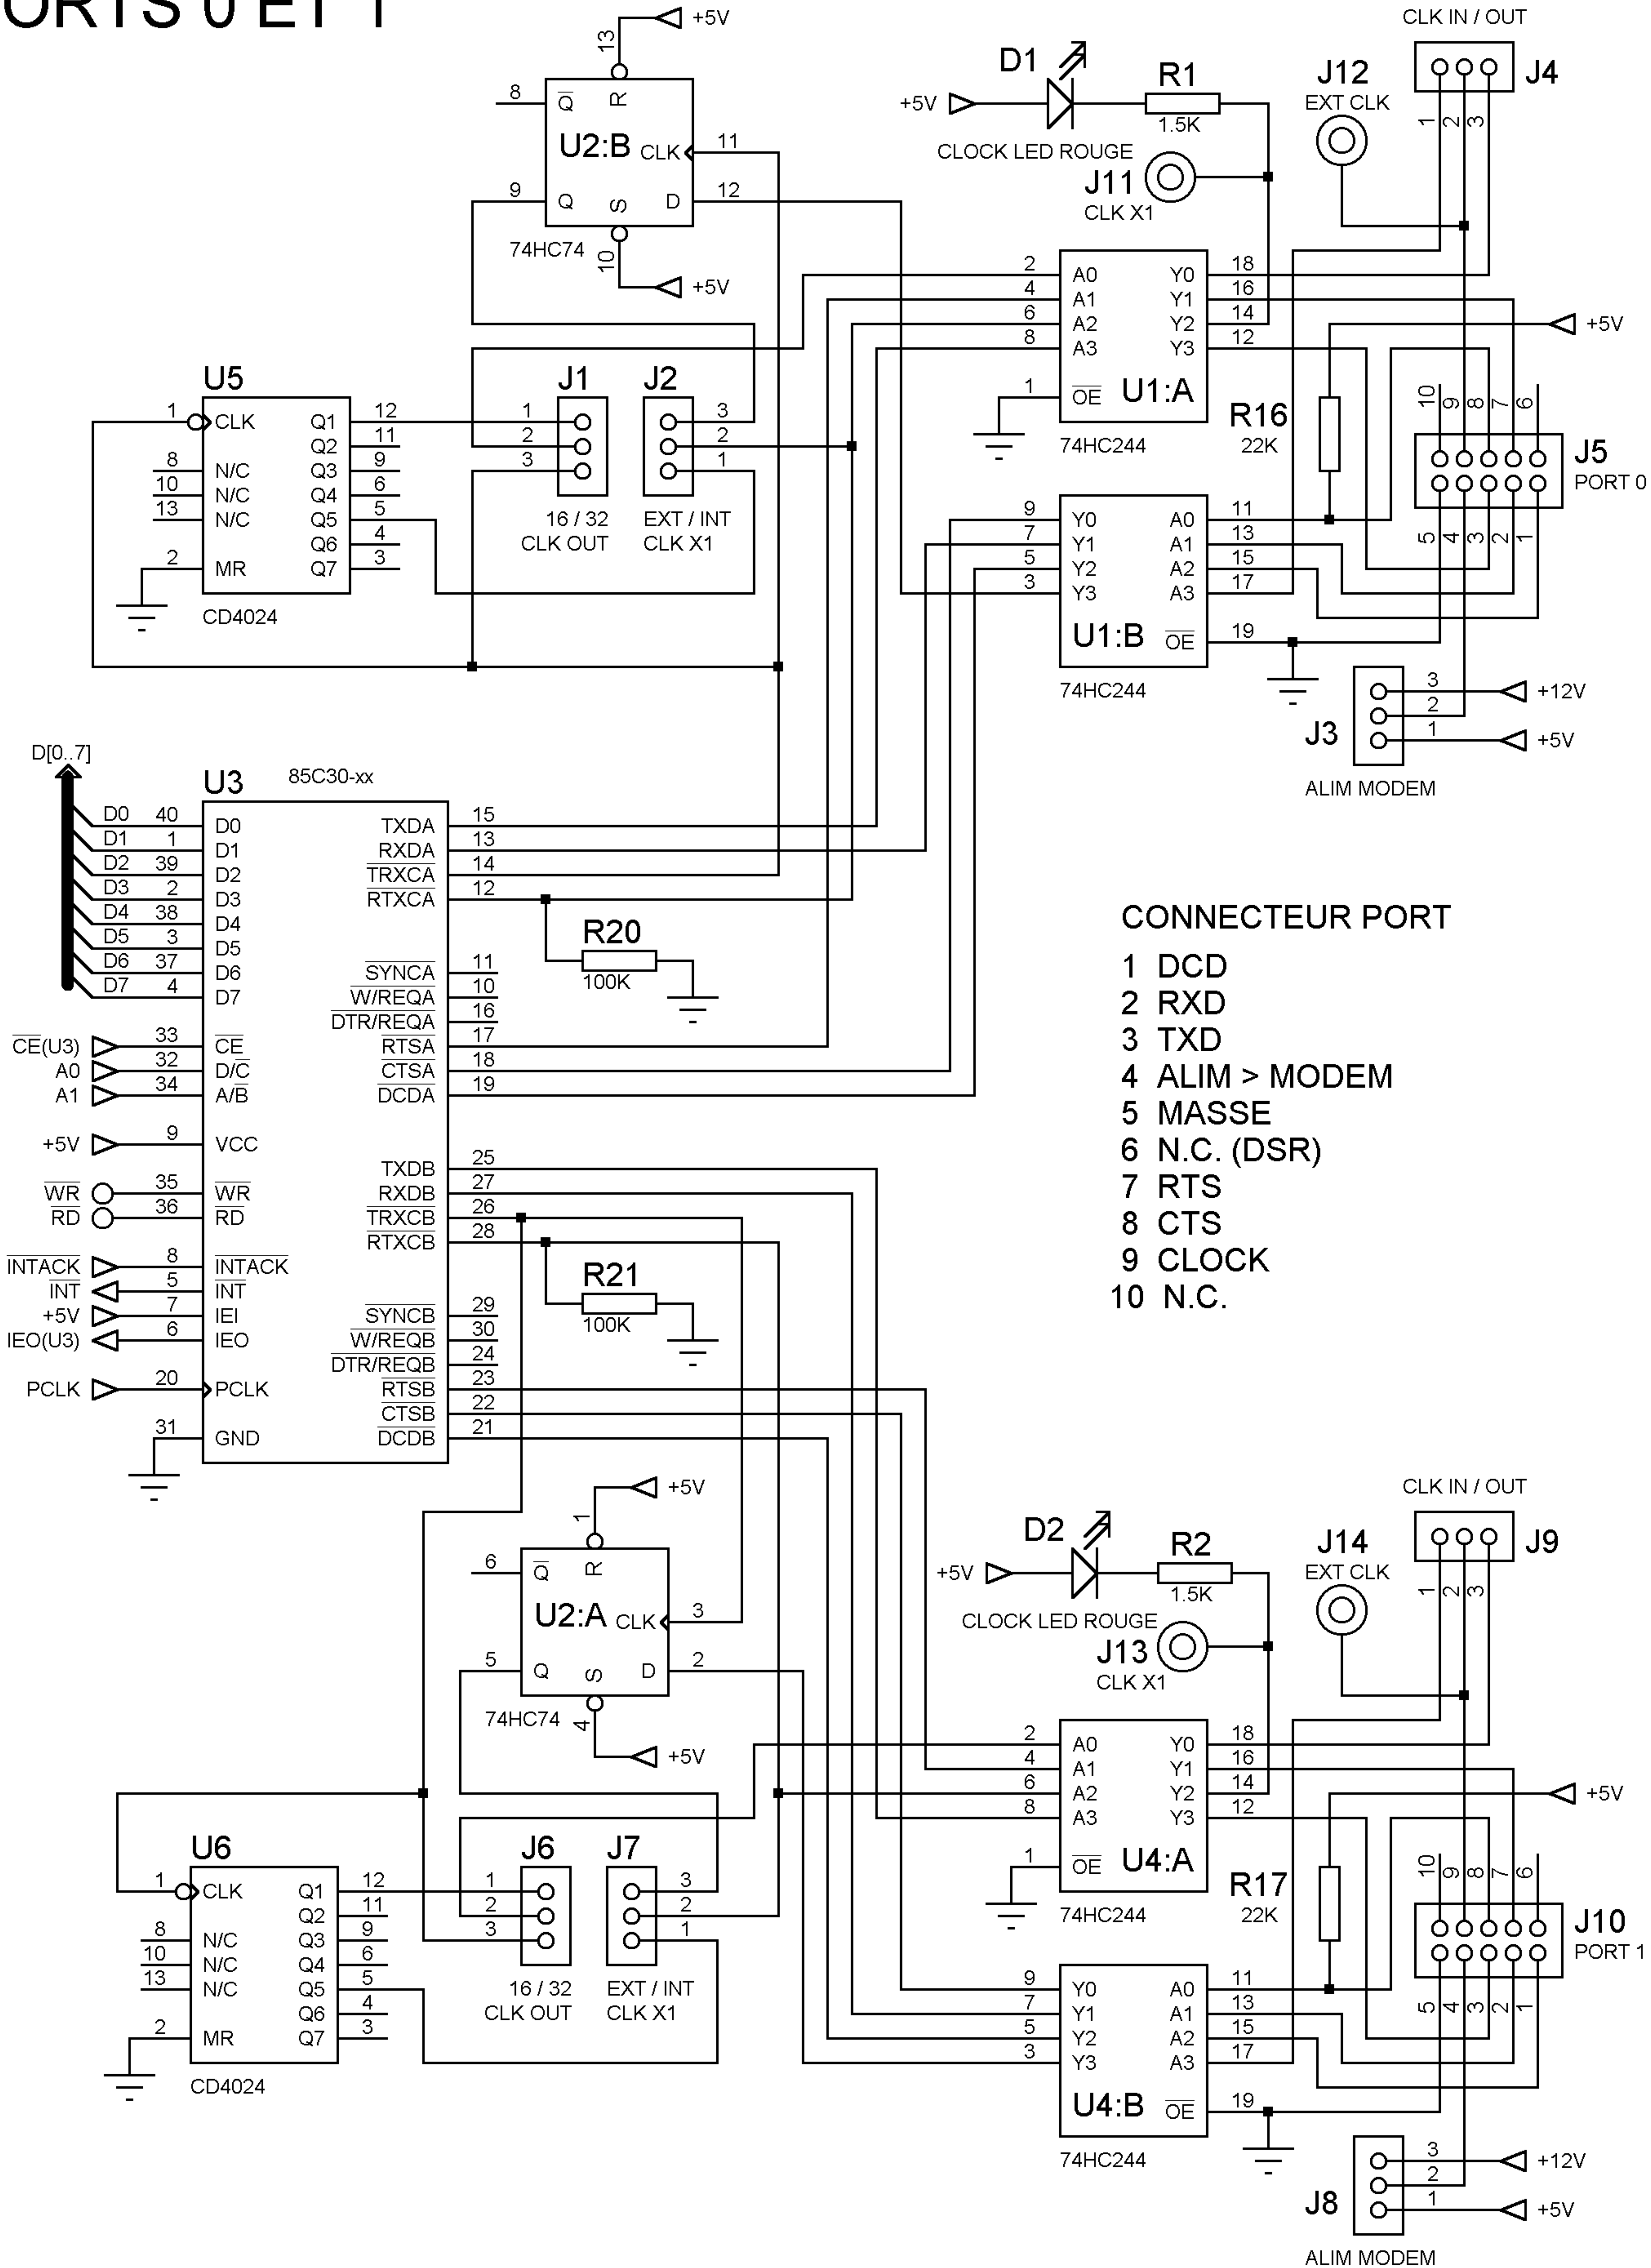 ORTS 0 ET 1
+5V
13
8 Q R
U2:B CLK 11
9 Q S D 12
74HC74
10
+5V
D1
+5V
R1
1.5K
CLOCK LED ROUGE
J11
CLK X1
CLK IN / OUT
J4
1 2 3
J12
EXT CLK
2 A0 Y0 18
4 A1 Y1 16
6 A2 Y2 14
8 A3 Y3 12
1 OE U1:A
74HC244
+5V
R16
22K
10 9 8 7 6
J5
PORT 0
5 4 3 2 1
U5
1 CLK Q1 12
Q2 11
8 N/C Q3 9
10 N/C Q4 6
13 N/C Q5 5
Q6 4
2 MR Q7 3
CD4024
J1
1
2
3
16 / 32
CLK OUT
J2
3
2
1
EXT / INT
CLK X1
9 Y0 A0 11
7 Y1 A1 13
5 Y2 A2 15
3 Y3 A3 17
U1:B OE 19
74HC244
J3
3 +12V
2
1 +5V
ALIM MODEM
D[0..7]
U3 85C30-xx
D0 40 D0 TXDA 15
D1 1 D1 RXDA 13
D2 39 D2 TRXCA 14
D3 2 D3 RTXCA 12
D4 38 D4
D5 3 D5
D6 37 D6 SYNCA 11
D7 4 D7 W/REQA 10
DTR/REQA 16
CE(U3) 33 CE RTSA 17
A0 32 D/C CTSA 18
A1 34 A/B DCDA 19
+5V 9 VCC
TXDB 25
WR 35 WR RXDB 27
RD 36 RD TRXCB 26
RTXCB 28
INTACK 8 INTACK
INT 5 INT
+5V 7 IEI SYNCB 29
IEO(U3) 6 IEO W/REQB 30
DTR/REQB 24
PCLK 20 PCLK RTSB 23
CTSB 22
31 GND DCDB 21
R20
100K
R21
100K
CONNECTEUR PORT
1 DCD
2 RXD
3 TXD
4 ALIM > MODEM
5 MASSE
6 N.C. (DSR)
7 RTS
8 CTS
9 CLOCK
10 N.C.
+5V
1
6 Q R
U2:A CLK 3
5 Q S D 2
74HC74
4
+5V
D2
+5V
R2
1.5K
CLOCK LED ROUGE
J13
CLK X1
CLK IN / OUT
J9
1 2 3
J14
EXT CLK
2 A0 Y0 18
4 A1 Y1 16
6 A2 Y2 14
8 A3 Y3 12
1 OE U4:A
74HC244
+5V
R17
22K
10 9 8 7 6
J10
PORT 1
5 4 3 2 1
U6
1 CLK Q1 12
Q2 11
8 N/C Q3 9
10 N/C Q4 6
13 N/C Q5 5
Q6 4
2 MR Q7 3
CD4024
J6
1
2
3
16 / 32
CLK OUT
J7
3
2
1
EXT / INT
CLK X1
9 Y0 A0 11
7 Y1 A1 13
5 Y2 A2 15
3 Y3 A3 17
U4:B OE 19
74HC244
J8
3 +12V
2
1 +5V
ALIM MODEM